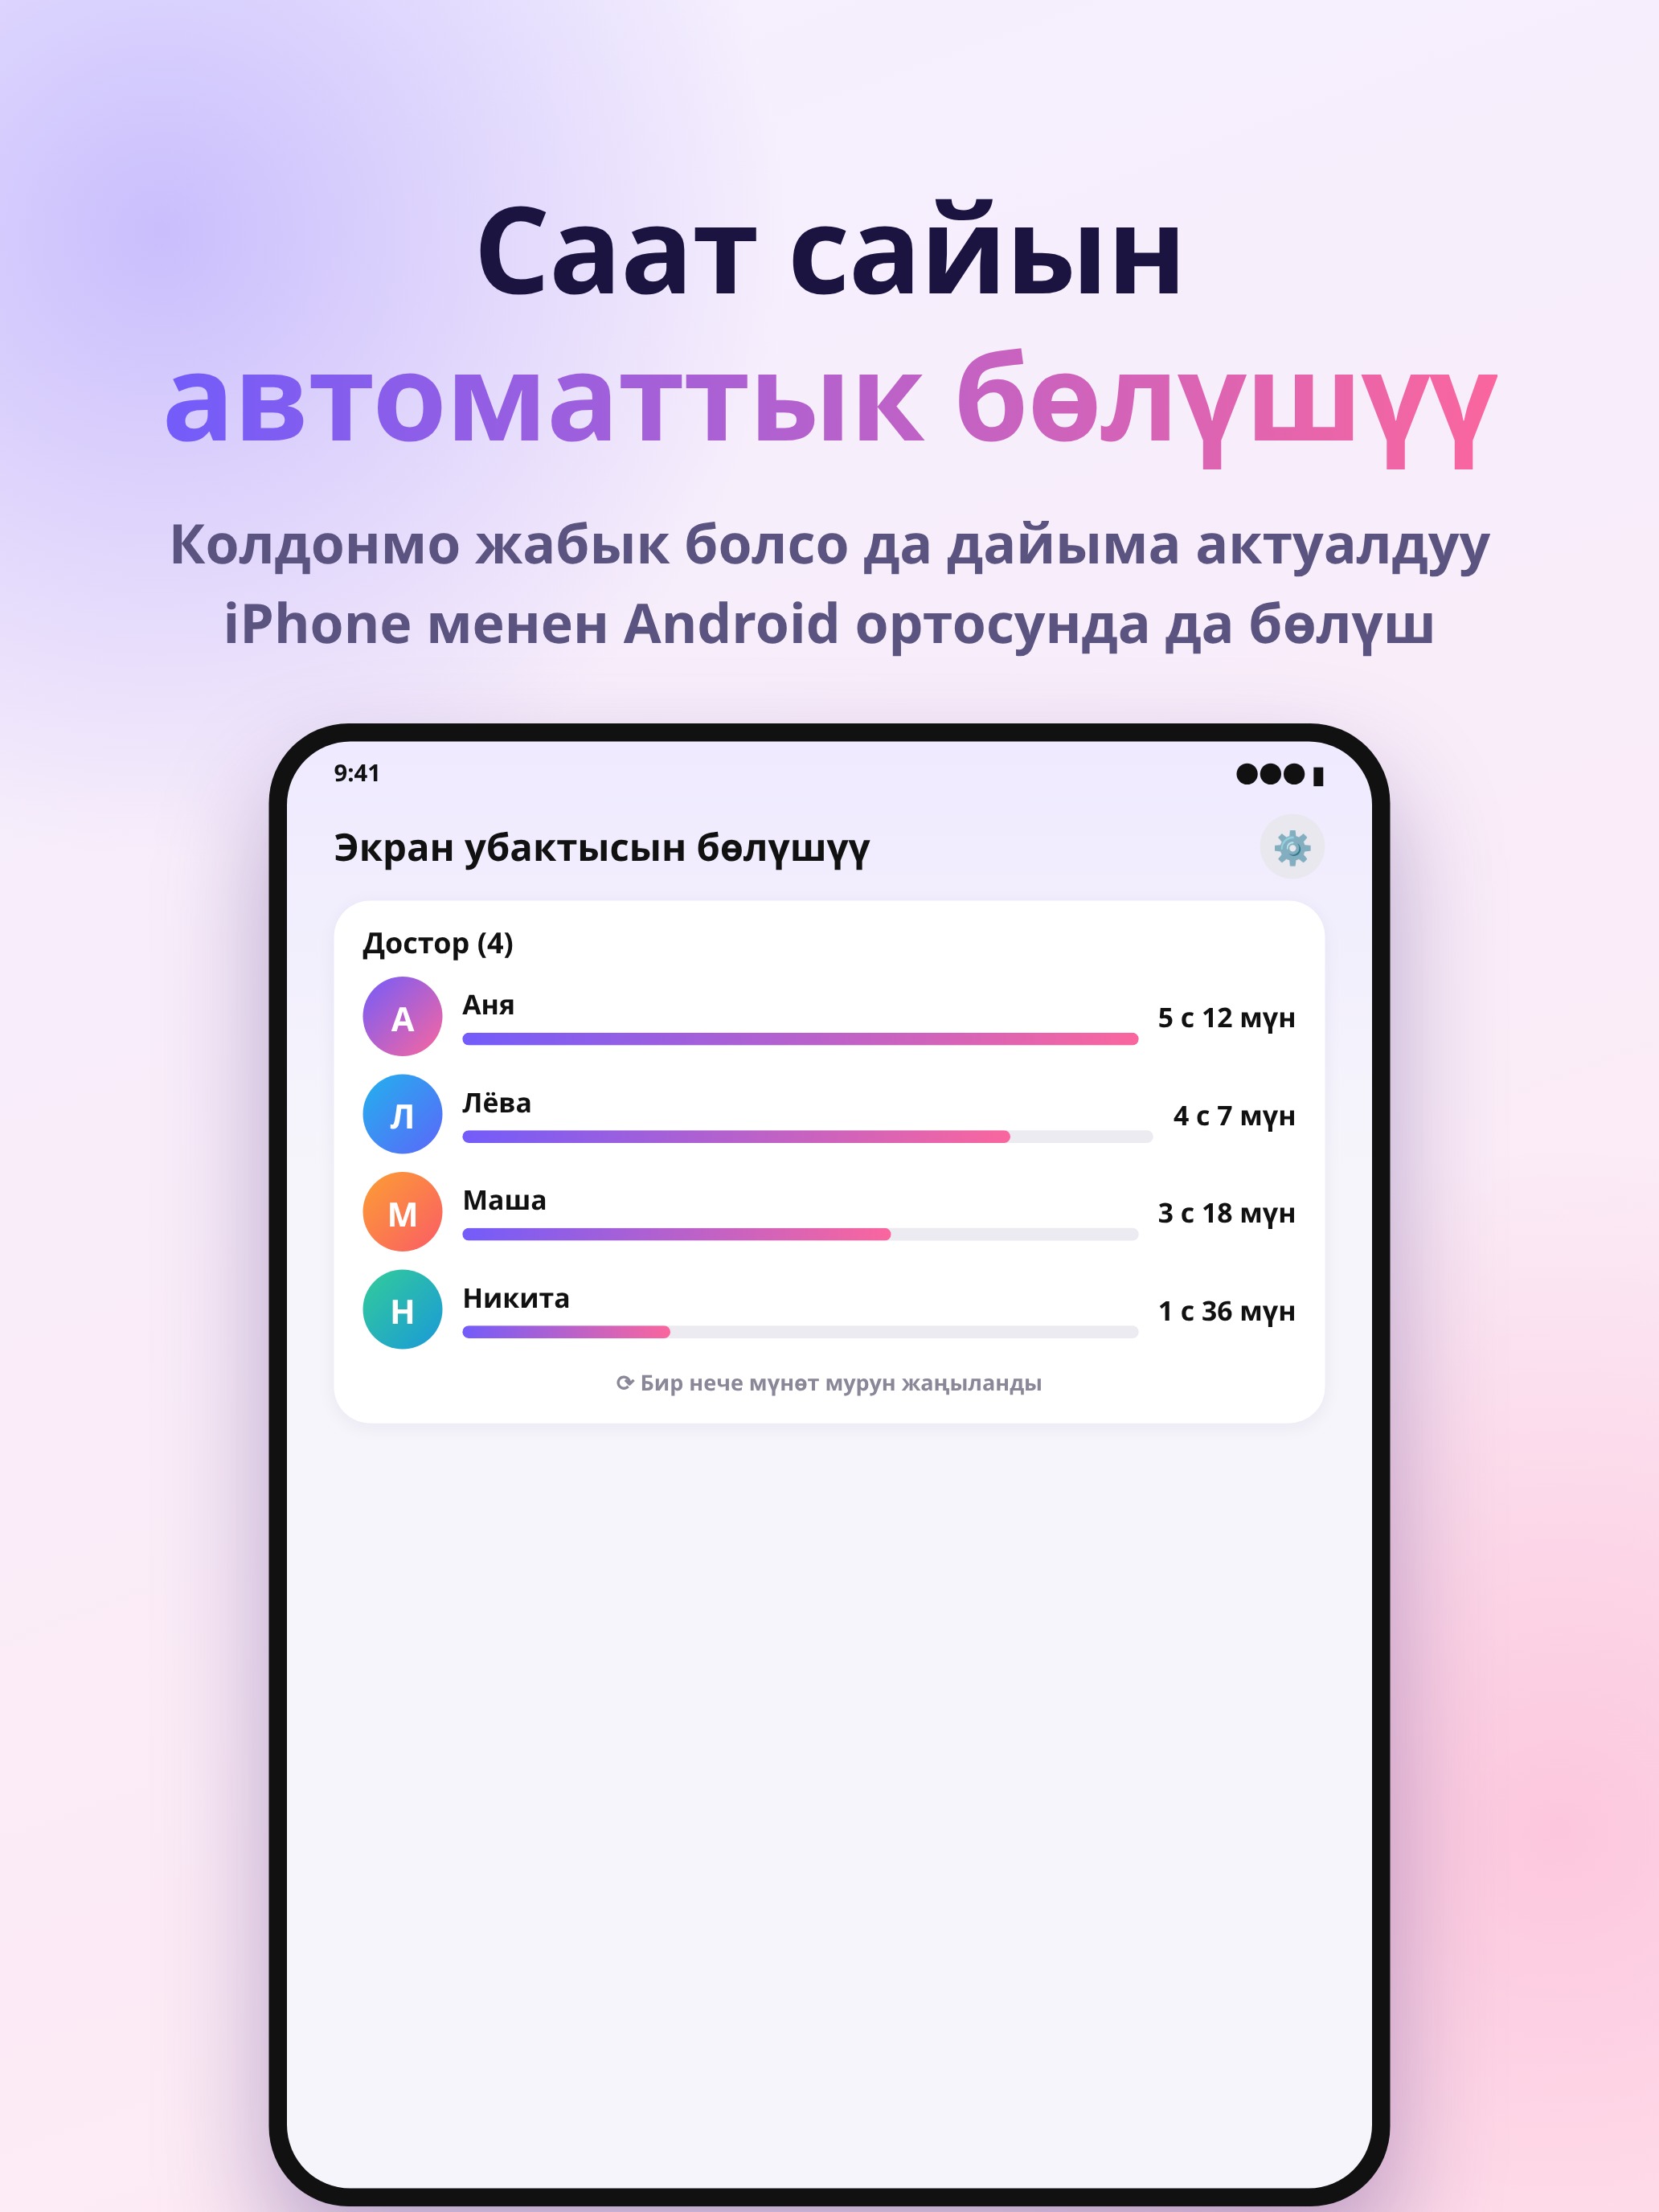 Саат сайын
автоматтык бөлүшүү
Колдонмо жабык болсо да дайыма актуалдуу
iPhone менен Android ортосунда да бөлүш
9:41
Экран убактысын бөлүшүү
Достор (4)
А
Аня
5 с 12 мүн
Л
Лёва
4 с 7 мүн
М
Маша
3 с 18 мүн
Н
Никита
1 с 36 мүн
⟳ Бир нече мүнөт мурун жаңыланды